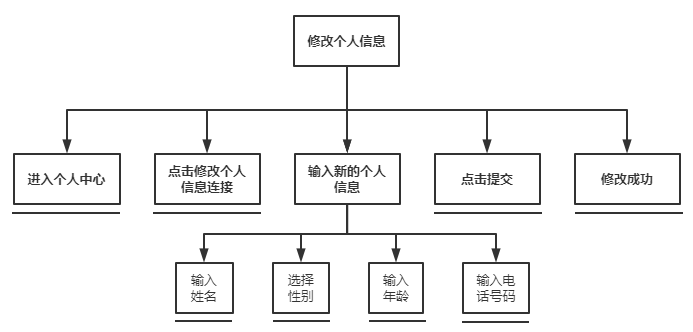 修改个人信息
进入个人中心
点击修改个人
信息连接
输入新的个人
信息
点击提交
修改成功
输入
姓名
选择
性别
输入
年龄
输入电
话号码